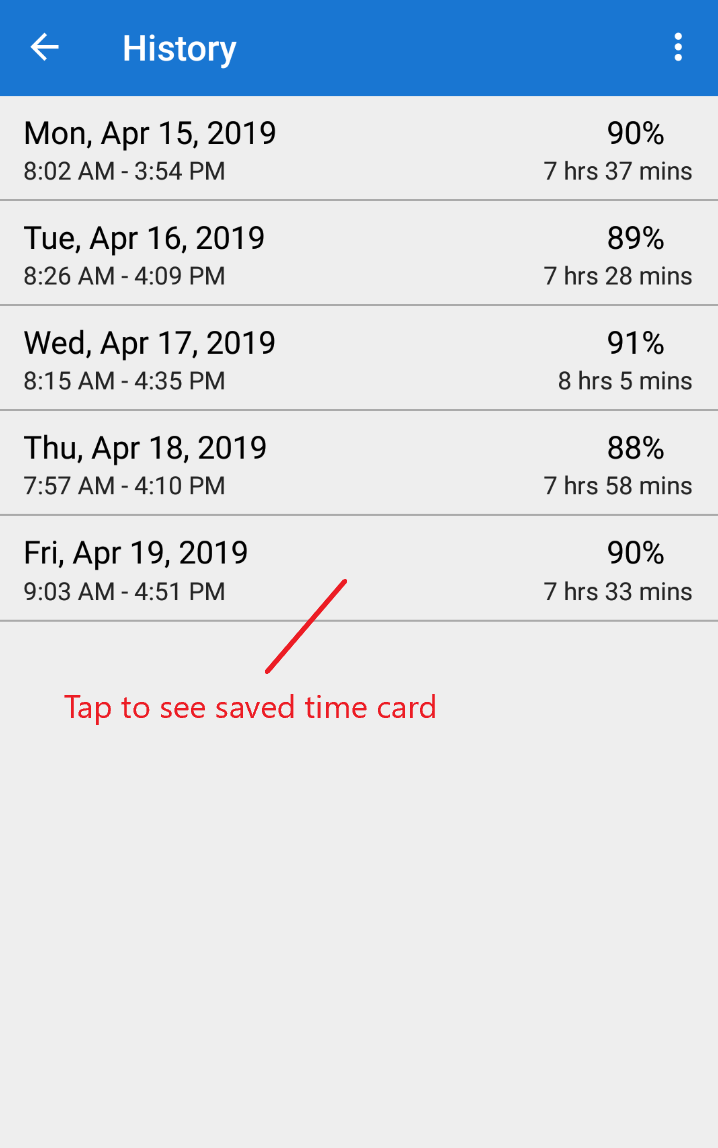 History
Mon, Apr 15, 2019 90%
8:02 AM - 3:54 PM 7 hrs 37 mins
Tue, Apr 16, 2019 89%
8:26 AM - 4:09 PM 7 hrs 28 mins
Wed, Apr 17, 2019 91%
8:15 AM - 4:35 PM 8 hrs 5 mins
Thu, Apr 18, 2019 88%
7:57 AM - 4:10 PM 7 hrs 58 mins
Fri, Apr 19, 2019 90%
9:03 AM - 4:51 PM 7 hrs 33 mins
Tap to see saved time card